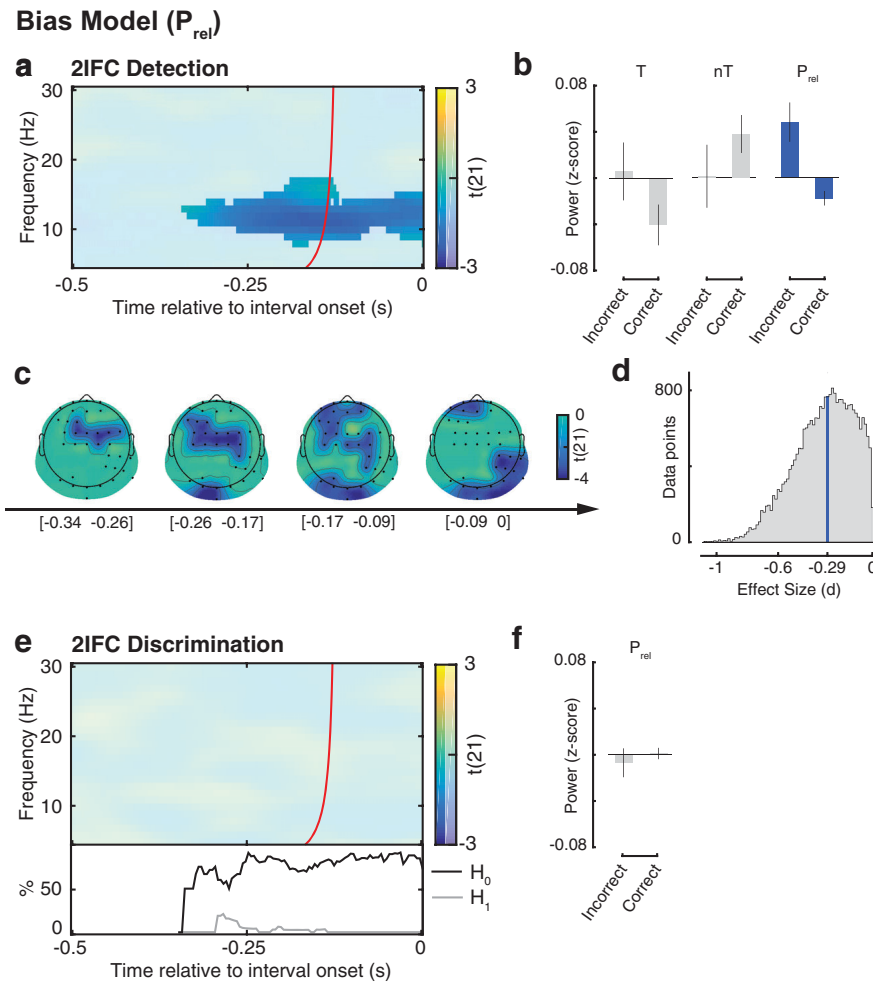 Bias Model (P_rel)
a 2IFC Detection
30
20
10
Frequency (Hz)
-0.5 -0.25 0
Time relative to interval onset (s)
3
-3
t(21)
b
T nT P_rel
0.08
-0.08
Power (z-score)
Incorrect
Correct
Incorrect
Correct
Incorrect
Correct
c
0
-4
t(21)
[-0.34 -0.26] [-0.26 -0.17] [-0.17 -0.09] [-0.09 0]
d
800
0
Data points
-1 -0.6 -0.29 0
Effect Size (d)
e 2IFC Discrimination
30
20
10
Frequency (Hz)
3
-3
t(21)
50
0
%
H_0
H_1
-0.5 -0.25 0
Time relative to interval onset (s)
f
P_rel
0.08
-0.08
Power (z-score)
Incorrect
Correct